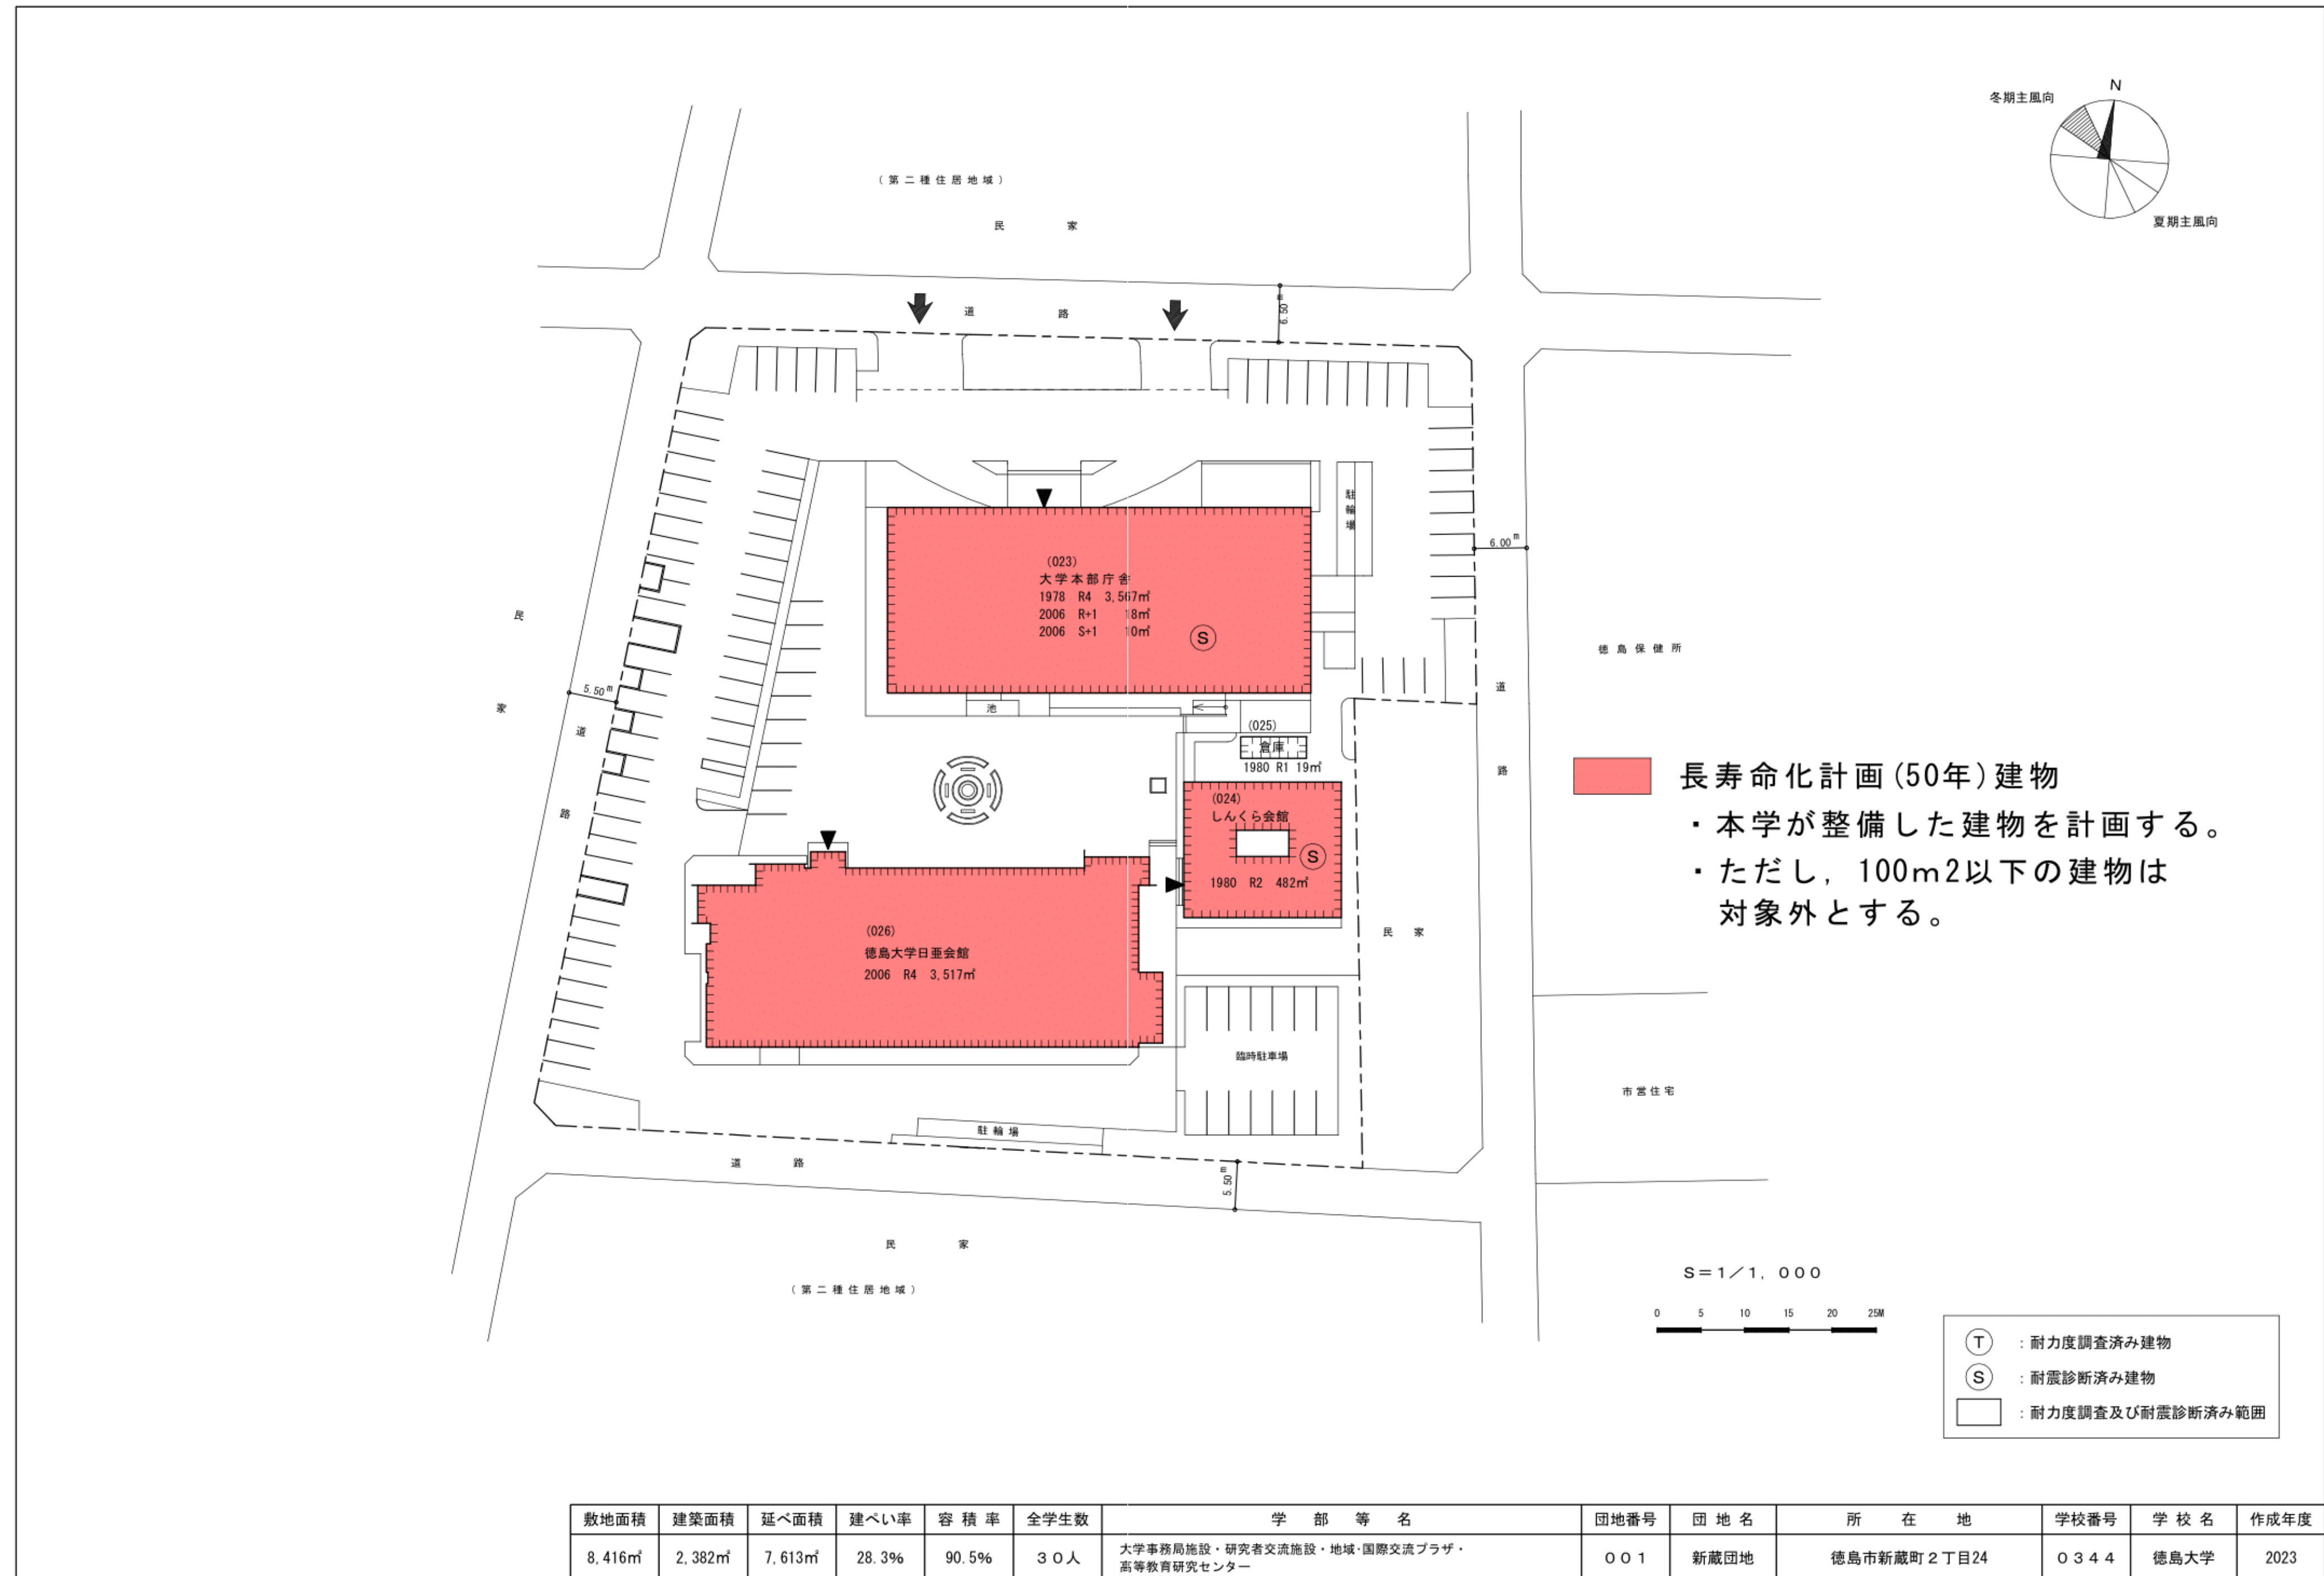 N
冬期主風向
夏期主風向
(第二種住居地域)
民 家
道 路
6.50m
駐輪場
(023)
大学本部庁舎
1978 R4 3,567㎡
2006 R+1 18㎡
2006 S+1 10㎡
S
6.00m
徳島保健所
民 家
5.50m
道 路
池
(025)
倉庫
1980 R1 19㎡
道 路
(024)
しんくら会館
S
1980 R2 482㎡
長寿命化計画(50年)建物
・本学が整備した建物を計画する。
・ただし,100m2以下の建物は
対象外とする。
(026)
徳島大学日亜会館
2006 R4 3,517㎡
民 家
臨時駐車場
市営住宅
駐輪場
道 路
5.50m
民 家
(第二種住居地域)
S=1/1,000
0 5 10 15 20 25M
T :耐力度調査済み建物
S :耐震診断済み建物
:耐力度調査及び耐震診断済み範囲
敷地面積 建築面積 延べ面積 建ぺい率 容積率 全学生数 学部等名 団地番号 団地名 所在地 学校番号 学校名 作成年度
8,416㎡ 2,382㎡ 7,613㎡ 28.3% 90.5% 30人 大学事務局施設・研究者交流施設・地域・国際交流プラザ・ 001 新蔵団地 徳島市新蔵町2丁目24 0344 徳島大学 2023
高等教育研究センター